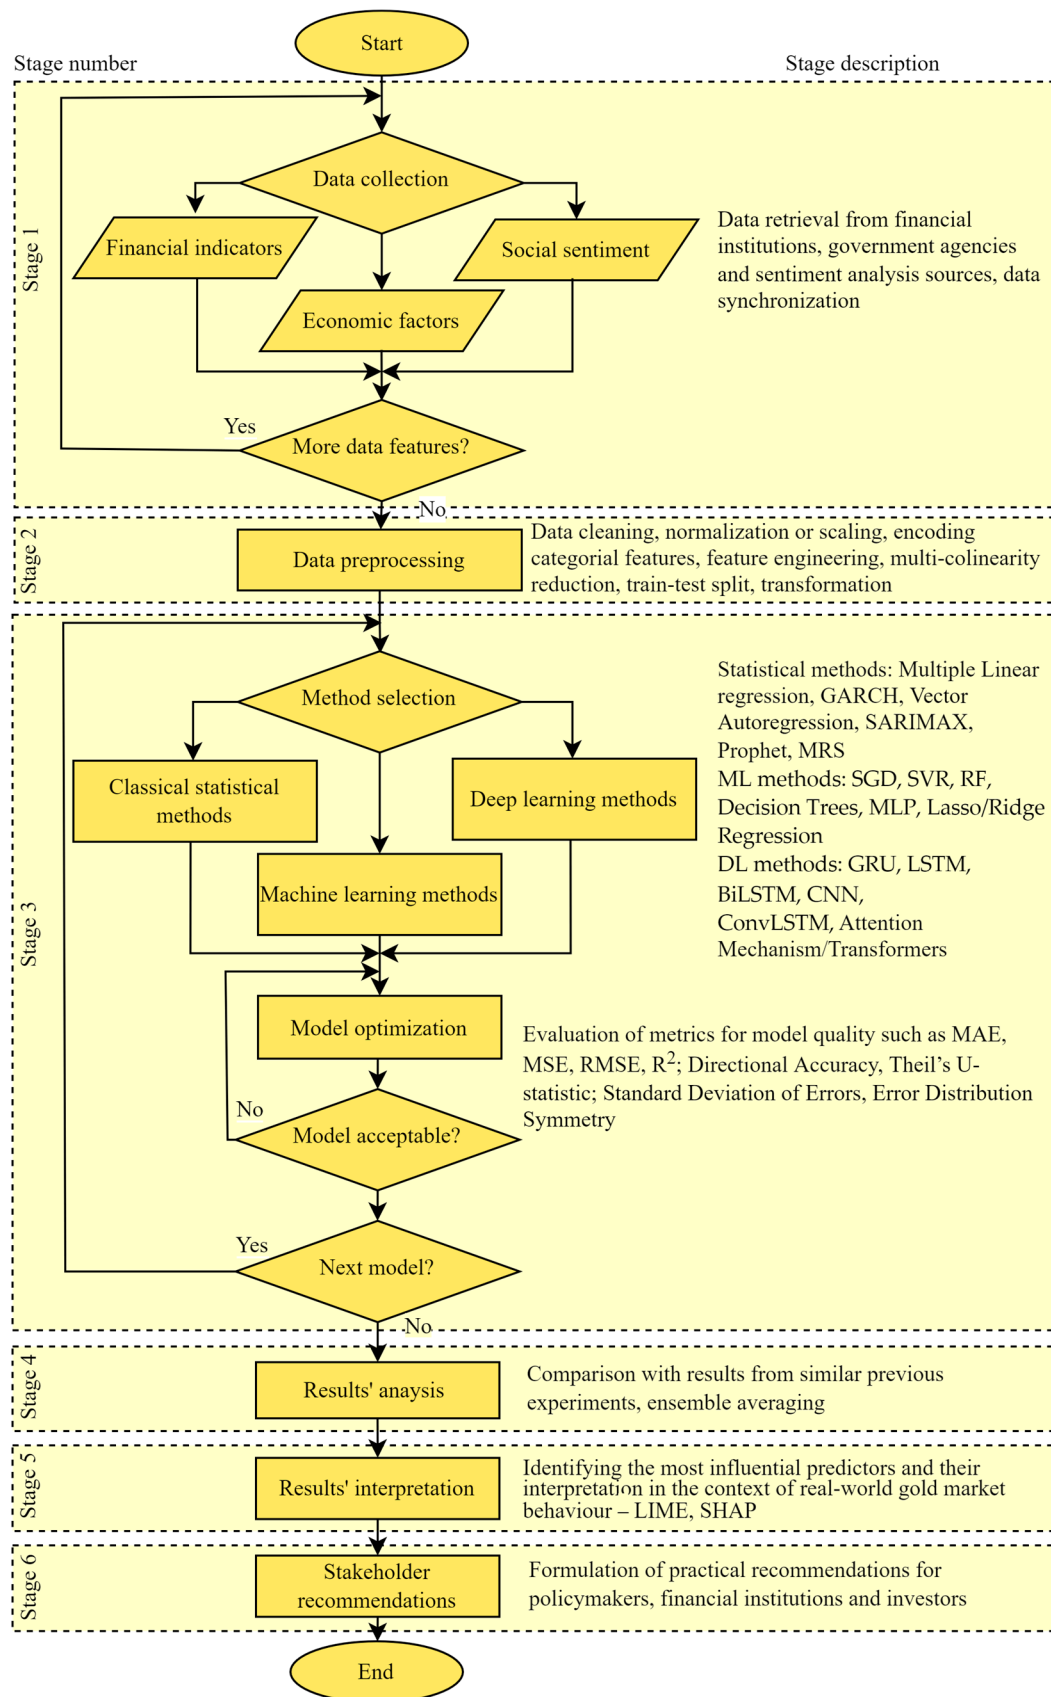 Start
Stage number
Stage description
Stage 1
Data collection
Financial indicators
Social sentiment
Economic factors
Data retrieval from financial
institutions, government agencies
and sentiment analysis sources, data
synchronization
Yes
More data features?
No
Stage 2
Data preprocessing
Data cleaning, normalization or scaling, encoding
categorial features, feature engineering, multi-colinearity
reduction, train-test split, transformation
Stage 3
Method selection
Classical statistical
methods
Deep learning methods
Machine learning methods
Statistical methods: Multiple Linear
regression, GARCH, Vector
Autoregression, SARIMAX,
Prophet, MRS
ML methods: SGD, SVR, RF,
Decision Trees, MLP, Lasso/Ridge
Regression
DL methods: GRU, LSTM,
BiLSTM, CNN,
ConvLSTM, Attention
Mechanism/Transformers
Model optimization
Evaluation of metrics for model quality such as MAE,
MSE, RMSE, R²; Directional Accuracy, Theil's U-
statistic; Standard Deviation of Errors, Error Distribution
Symmetry
No
Model acceptable?
Yes
Next model?
No
Stage 4
Results' anaysis
Comparison with results from similar previous
experiments, ensemble averaging
Stage 5
Results' interpretation
Identifying the most influential predictors and their
interpretation in the context of real-world gold market
behaviour – LIME, SHAP
Stage 6
Stakeholder
recommendations
Formulation of practical recommendations for
policymakers, financial institutions and investors
End